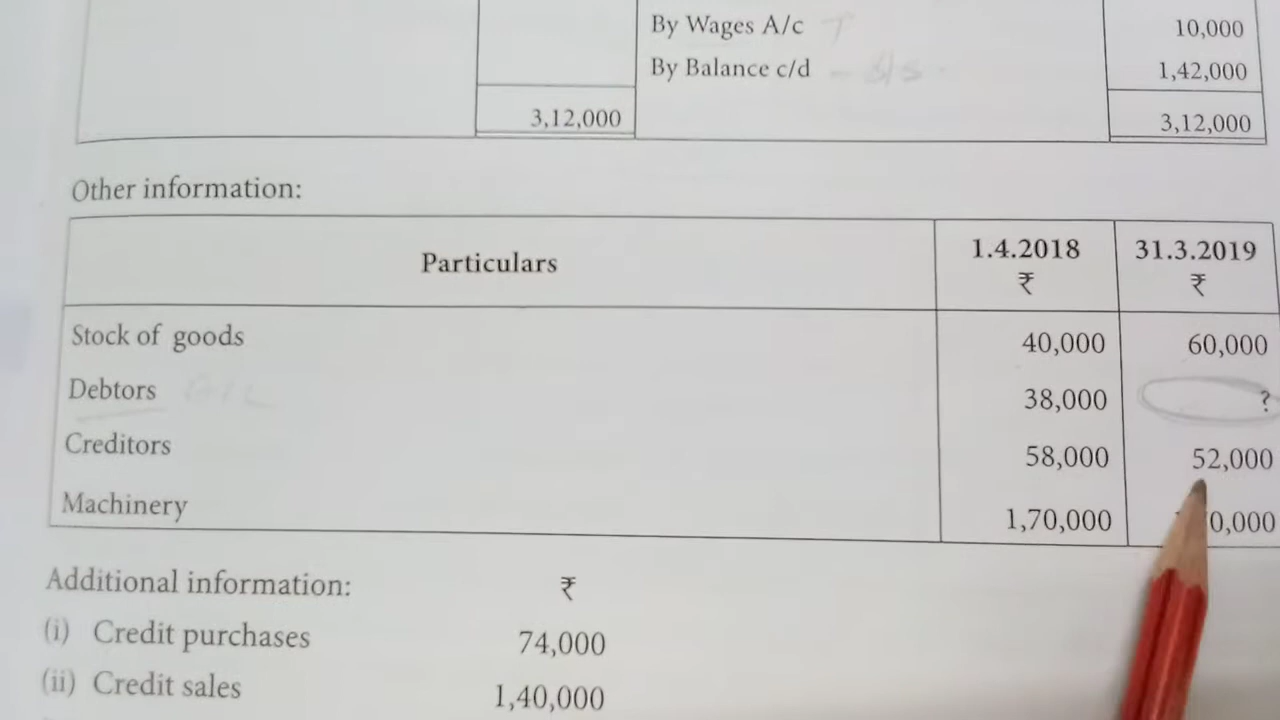 By Wages A/c 10,000
By Balance c/d 1,42,000
3,12,000 3,12,000
Other information:
Particulars 1.4.2018 31.3.2019
₹ ₹
Stock of goods 40,000 60,000
Debtors 38,000 ?
Creditors 58,000 52,000
Machinery 1,70,000 0,000
Additional information: ₹
(i) Credit purchases 74,000
(ii) Credit sales 1,40,000